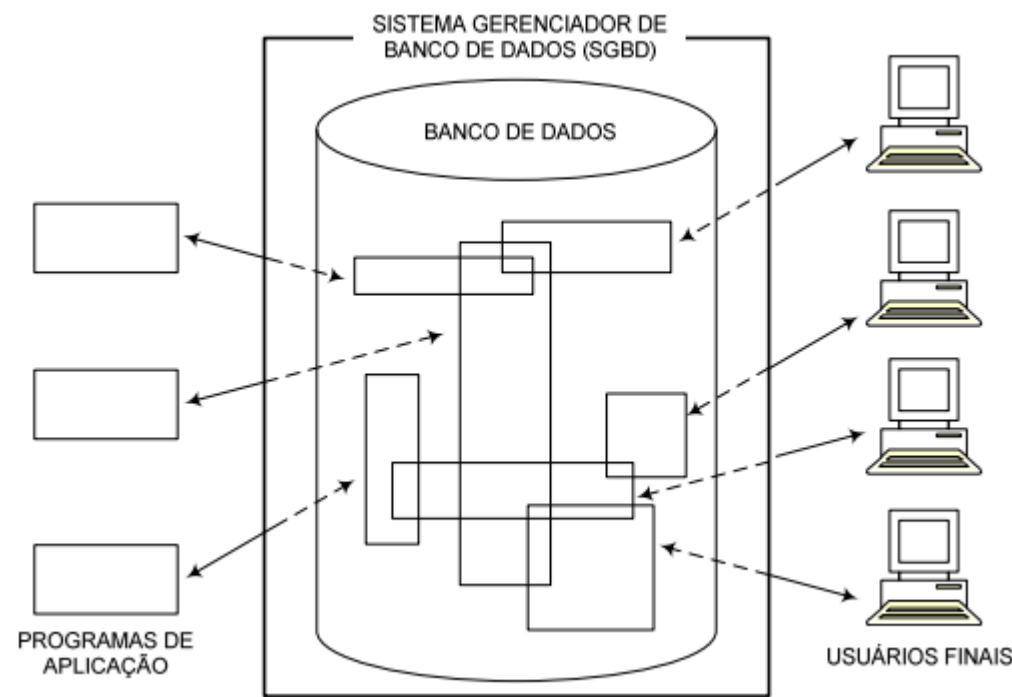 SISTEMA GERENCIADOR DE
BANCO DE DADOS (SGBD)
BANCO DE DADOS
PROGRAMAS DE
APLICAÇÃO
USUÁRIOS FINAIS